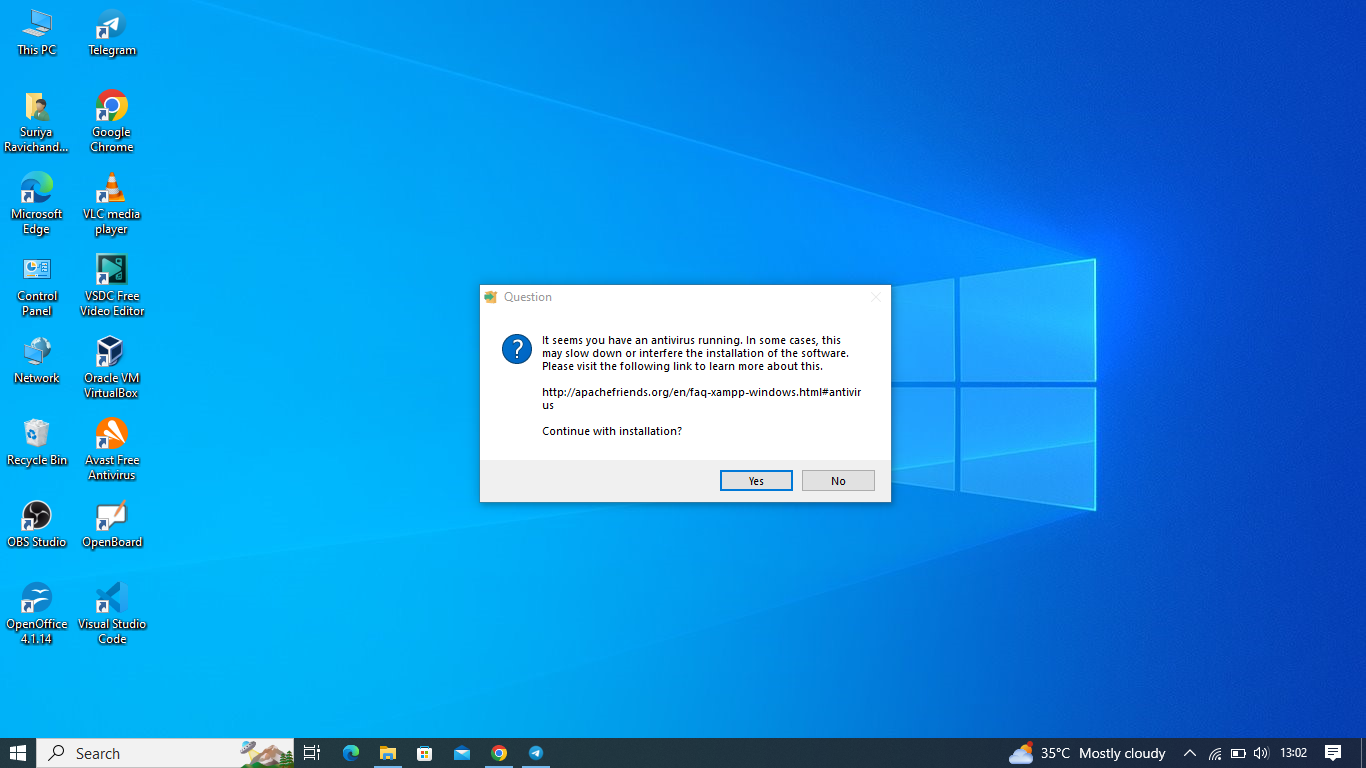 This PC
Telegram
Suriya
Ravichand...
Google
Chrome
Microsoft
Edge
VLC media
player
Control
Panel
VSDC Free
Video Editor
Network
Oracle VM
VirtualBox
Recycle Bin
Avast Free
Antivirus
OBS Studio
OpenBoard
OpenOffice
4.1.14
Visual Studio
Code
Question
It seems you have an antivirus running. In some cases, this
may slow down or interfere the installation of the software.
Please visit the following link to learn more about this.
http://apachefriends.org/en/faq-xampp-windows.html#antivir
us
Continue with installation?
Yes
No
Search
35°C Mostly cloudy
13:02